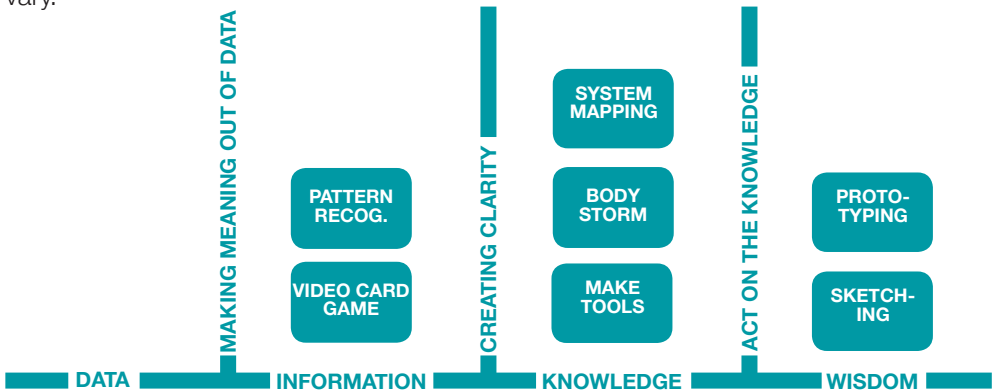 vary.
MAKING MEANING OUT OF DATA
PATTERN
RECOG.
VIDEO CARD
GAME
CREATING CLARITY
SYSTEM
MAPPING
BODY
STORM
MAKE
TOOLS
ACT ON THE KNOWLEDGE
PROTO-
TYPING
SKETCH-
ING
DATA
INFORMATION
KNOWLEDGE
WISDOM